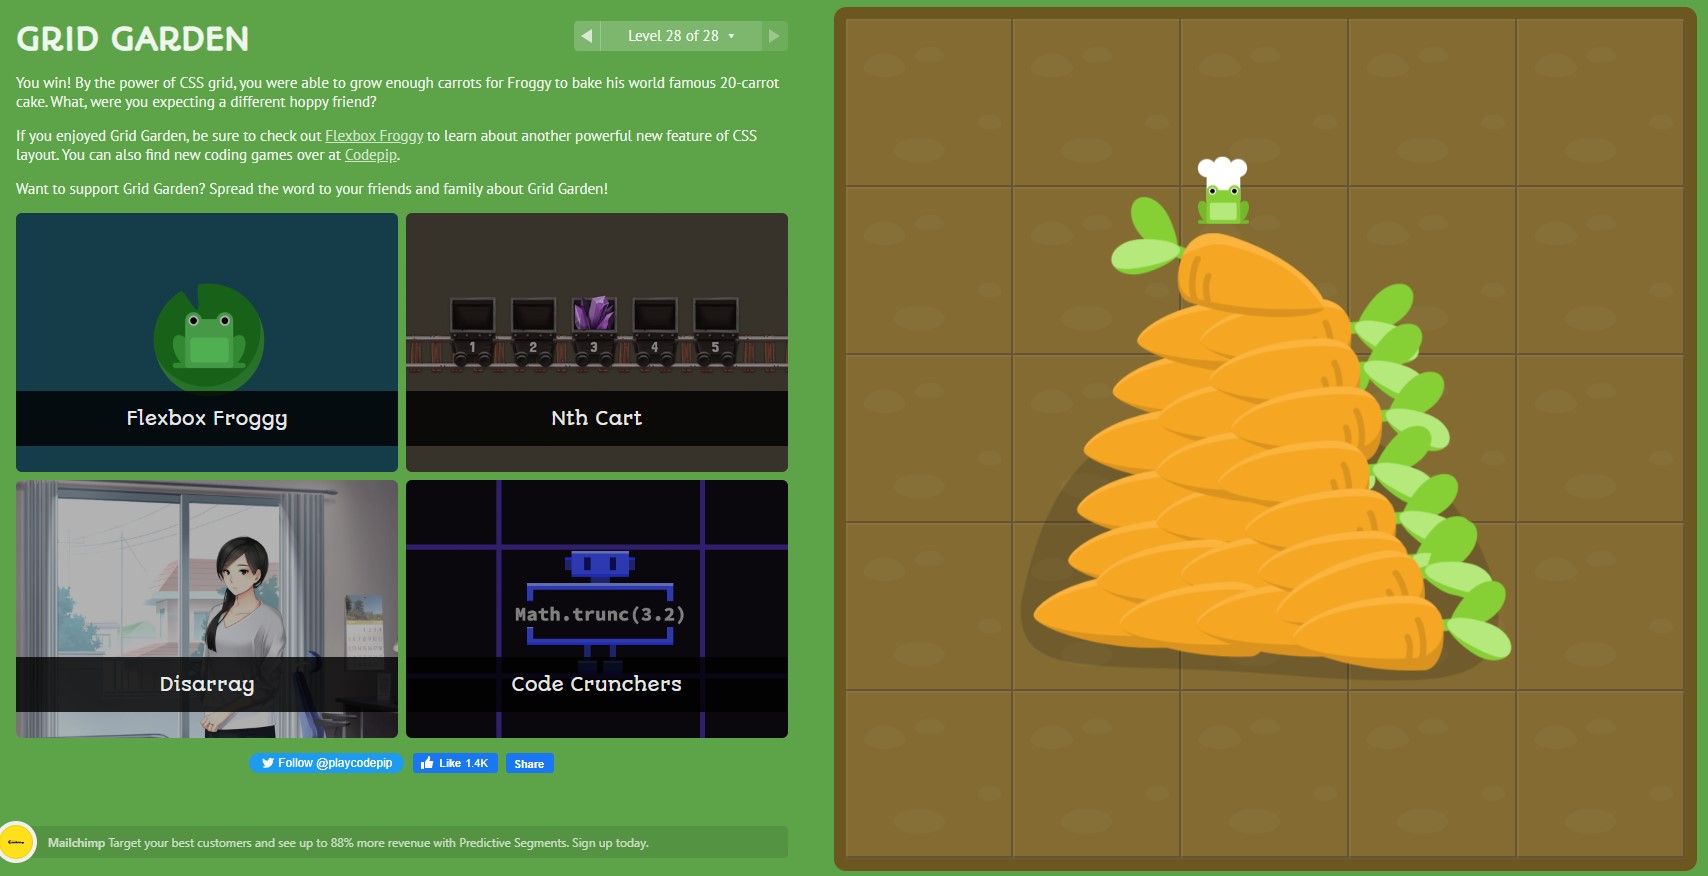 GRID GARDEN
Level 28 of 28
You win! By the power of CSS grid, you were able to grow enough carrots for Froggy to bake his world famous 20-carrot
cake. What, were you expecting a different hoppy friend?
If you enjoyed Grid Garden, be sure to check out Flexbox Froggy to learn about another powerful new feature of CSS
layout. You can also find new coding games over at Codepip.
Want to support Grid Garden? Spread the word to your friends and family about Grid Garden!
1 2 3 4 5
Flexbox Froggy
Nth Cart
Math.trunc(3.2)
Disarray
Code Crunchers
Follow @playcodepip
Like 1.4K
Share
Mailchimp Target your best customers and see up to 88% more revenue with Predictive Segments. Sign up today.